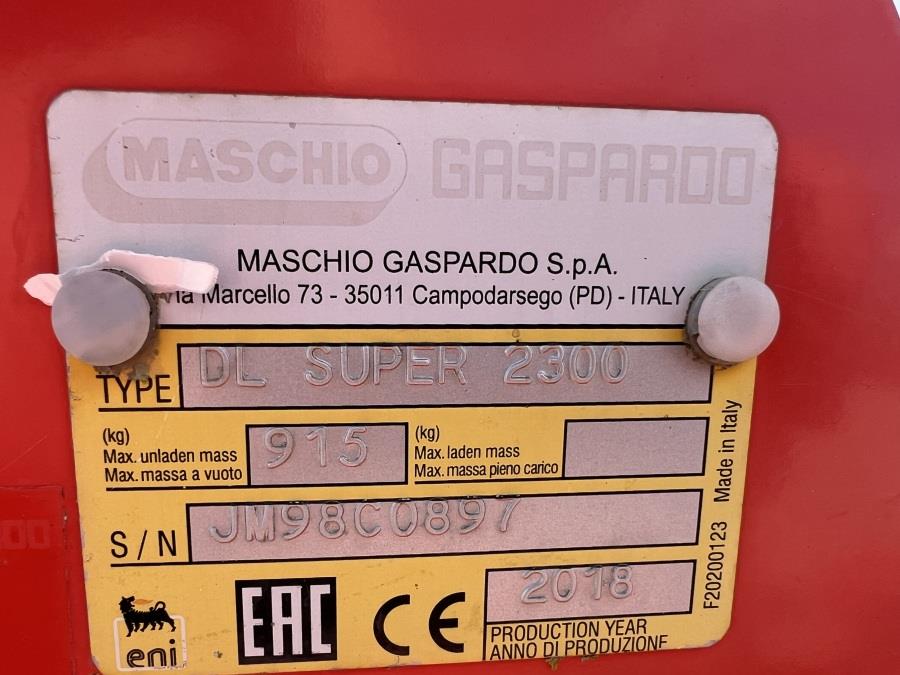 MASCHIO GASPARDO
MASCHIO GASPARDO S.p.A.
Via Marcello 73 - 35011 Campodarsego (PD) - ITALY
TYPE DL SUPER 2300
(kg)
Max. unladen mass
Max. massa a vuoto
915
(kg)
Max. laden mass
Max. massa pieno carico
S/N JM98C0897
eni
EAC
CE
2018
PRODUCTION YEAR
ANNO DI PRODUZIONE
F20200123 Made in Italy